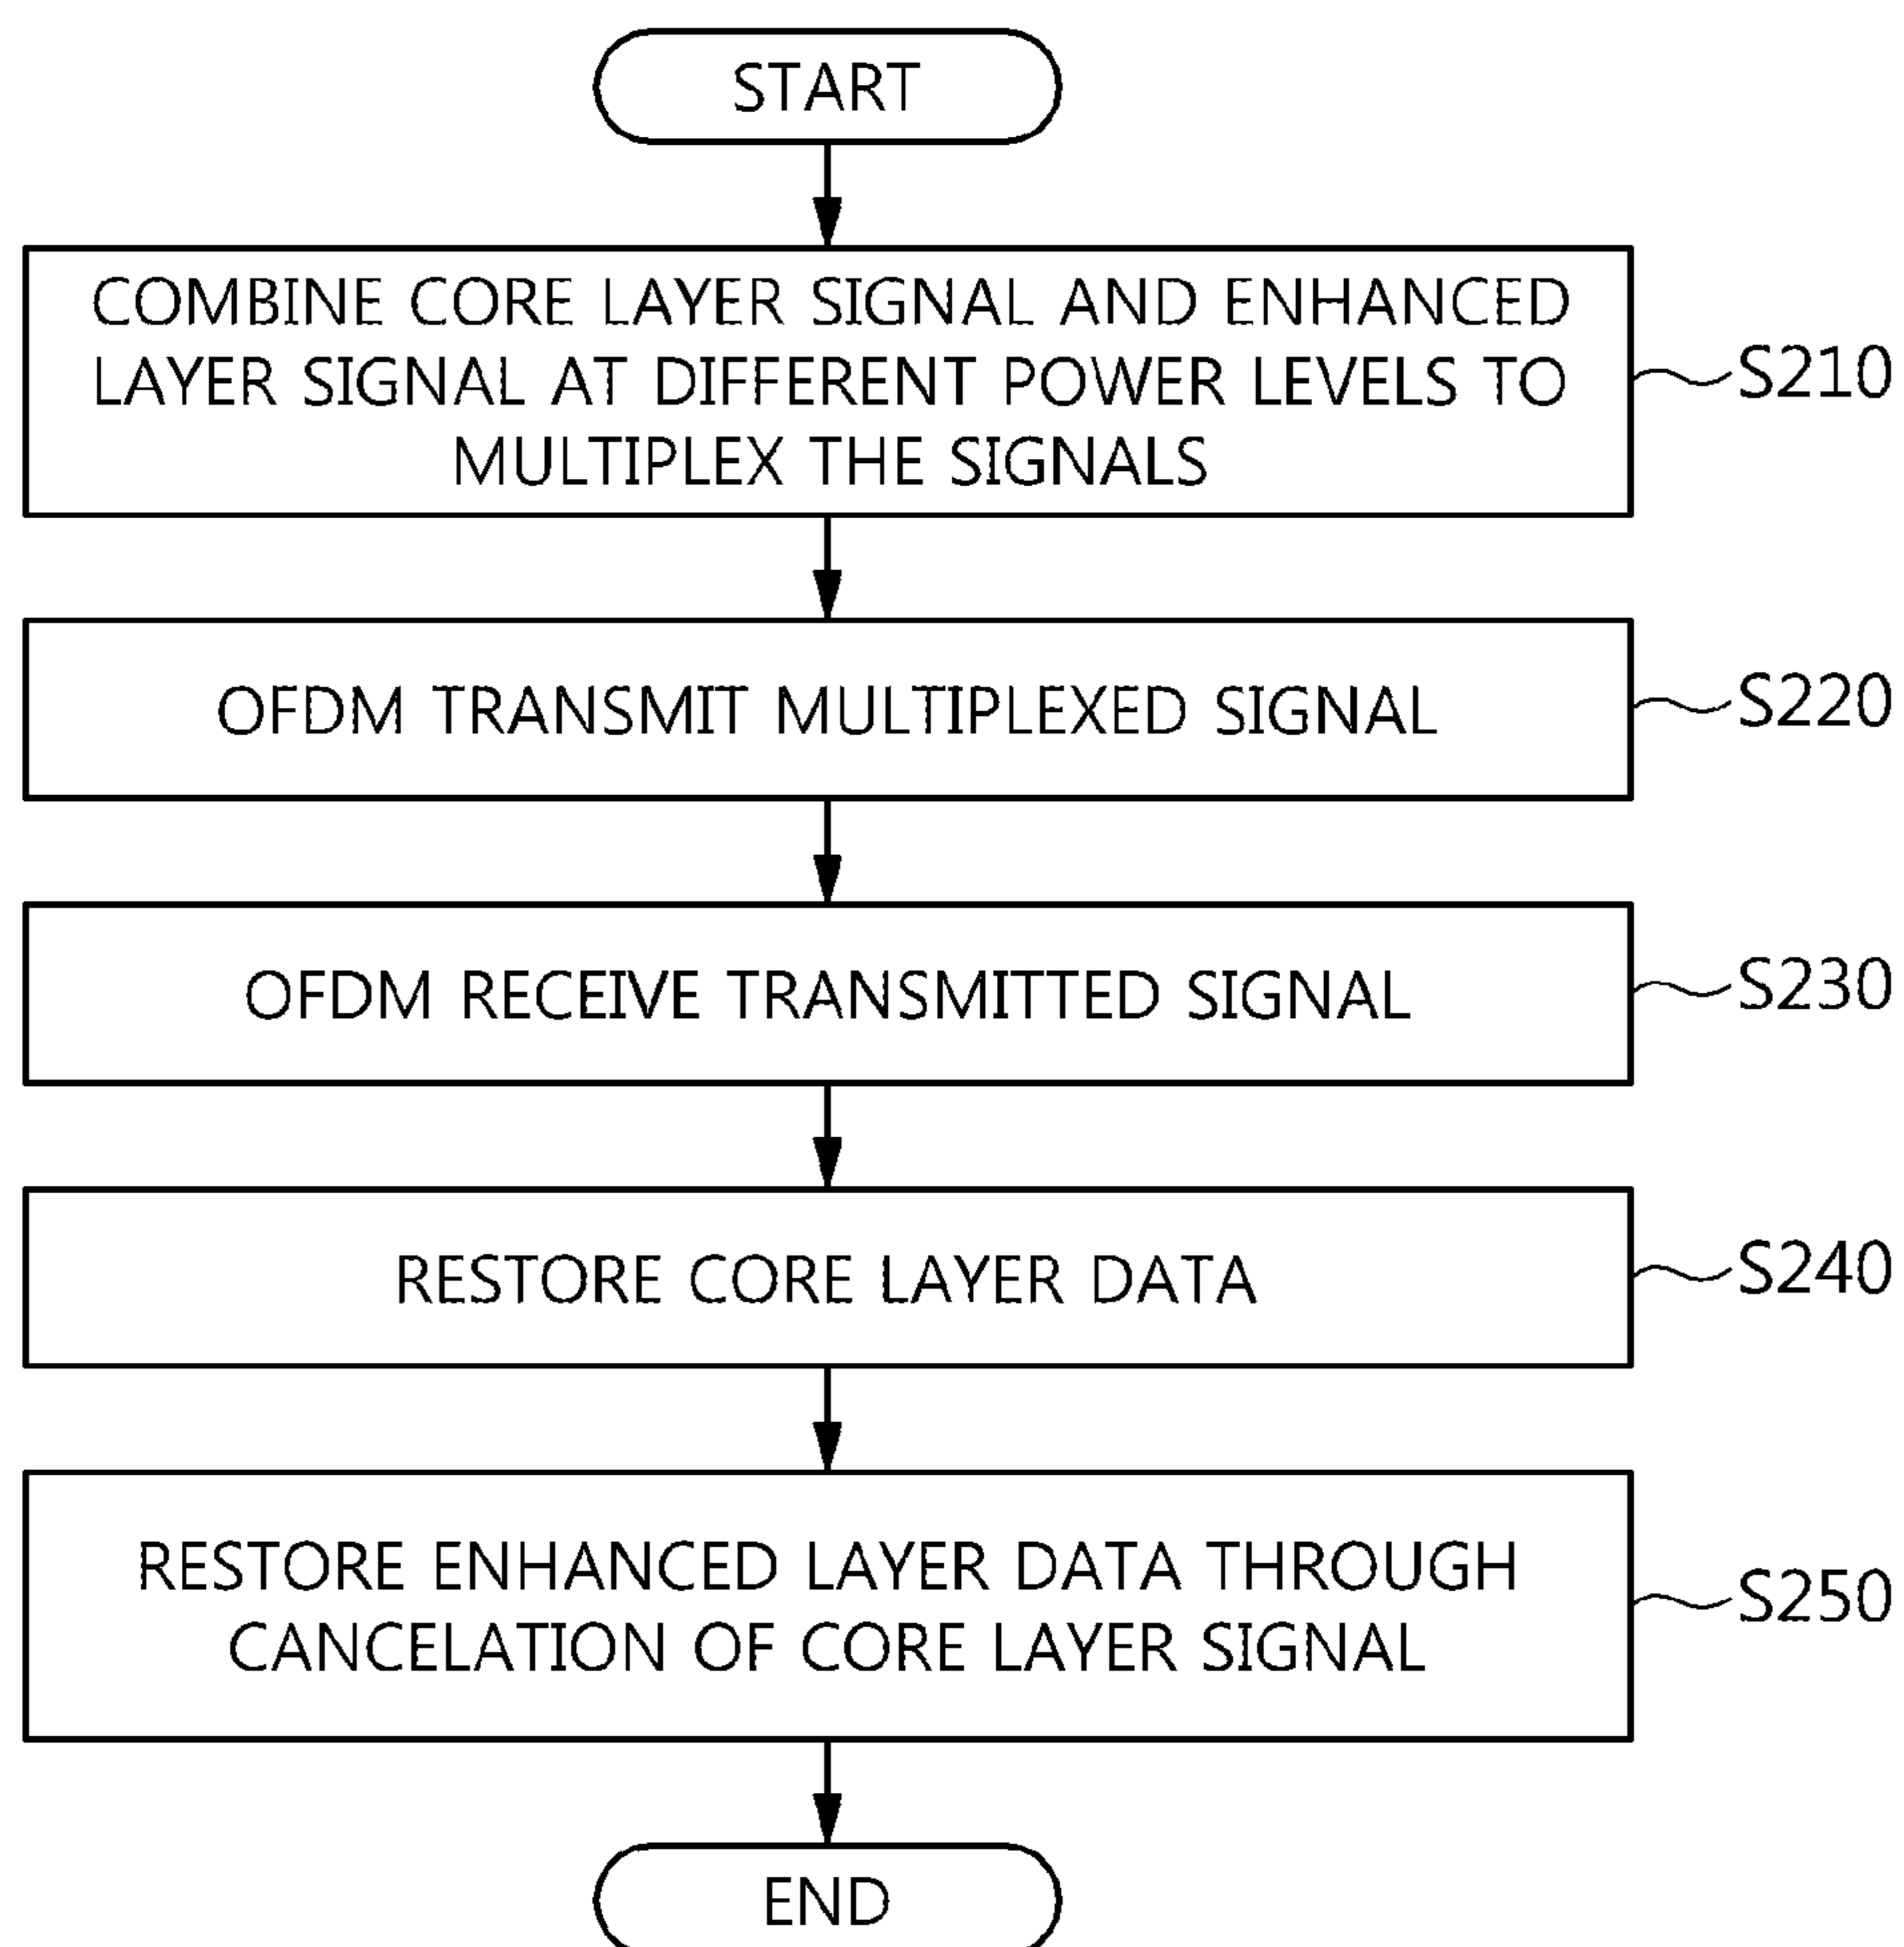 START
COMBINE CORE LAYER SIGNAL AND ENHANCED
LAYER SIGNAL AT DIFFERENT POWER LEVELS TO
MULTIPLEX THE SIGNALS
S210
OFDM TRANSMIT MULTIPLEXED SIGNAL
S220
OFDM RECEIVE TRANSMITTED SIGNAL
S230
RESTORE CORE LAYER DATA
S240
RESTORE ENHANCED LAYER DATA THROUGH
CANCELATION OF CORE LAYER SIGNAL
S250
END